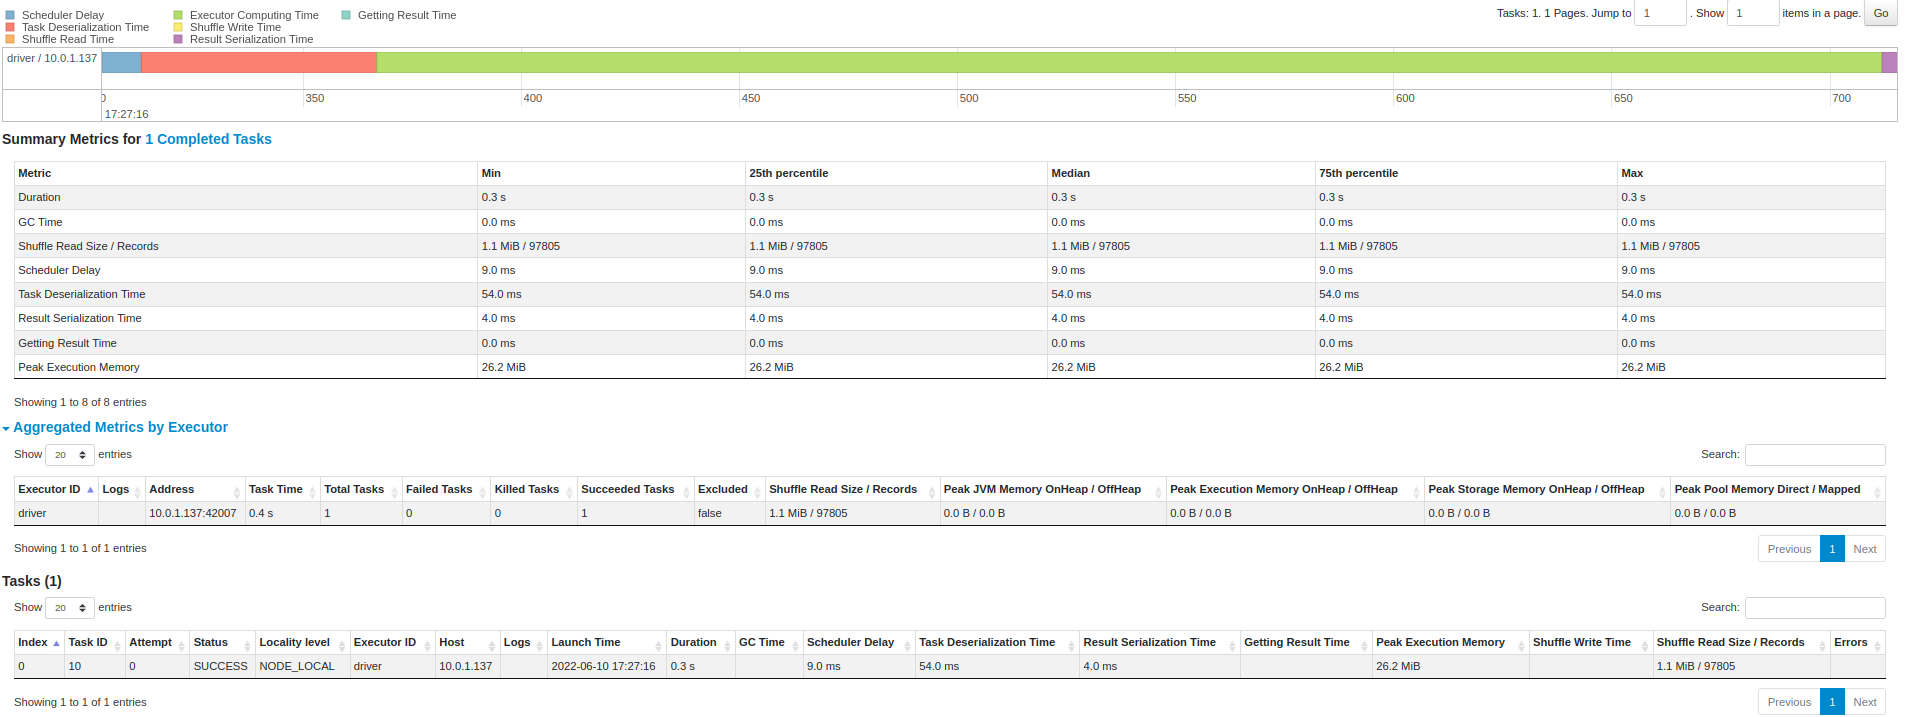 Scheduler Delay Executor Computing Time Getting Result Time Tasks: 1. 1 Pages. Jump to 1 . Show 1 items in a page. Go
Task Deserialization Time Shuffle Write Time
Shuffle Read Time Result Serialization Time
driver / 10.0.1.137
350 400 450 500 550 600 650 700
17:27:16
Summary Metrics for 1 Completed Tasks
Metric Min 25th percentile Median 75th percentile Max
Duration 0.3 s 0.3 s 0.3 s 0.3 s 0.3 s
GC Time 0.0 ms 0.0 ms 0.0 ms 0.0 ms 0.0 ms
Shuffle Read Size / Records 1.1 MiB / 97805 1.1 MiB / 97805 1.1 MiB / 97805 1.1 MiB / 97805 1.1 MiB / 97805
Scheduler Delay 9.0 ms 9.0 ms 9.0 ms 9.0 ms 9.0 ms
Task Deserialization Time 54.0 ms 54.0 ms 54.0 ms 54.0 ms 54.0 ms
Result Serialization Time 4.0 ms 4.0 ms 4.0 ms 4.0 ms 4.0 ms
Getting Result Time 0.0 ms 0.0 ms 0.0 ms 0.0 ms 0.0 ms
Peak Execution Memory 26.2 MiB 26.2 MiB 26.2 MiB 26.2 MiB 26.2 MiB
Showing 1 to 8 of 8 entries
Aggregated Metrics by Executor
Show 20 entries Search:
Executor ID Logs Address Task Time Total Tasks Failed Tasks Killed Tasks Succeeded Tasks Excluded Shuffle Read Size / Records Peak JVM Memory OnHeap / OffHeap Peak Execution Memory OnHeap / OffHeap Peak Storage Memory OnHeap / OffHeap Peak Pool Memory Direct / Mapped
driver 10.0.1.137:42007 0.4 s 1 0 0 1 false 1.1 MiB / 97805 0.0 B / 0.0 B 0.0 B / 0.0 B 0.0 B / 0.0 B 0.0 B / 0.0 B
Showing 1 to 1 of 1 entries Previous 1 Next
Tasks (1)
Show 20 entries Search:
Index Task ID Attempt Status Locality level Executor ID Host Logs Launch Time Duration GC Time Scheduler Delay Task Deserialization Time Result Serialization Time Getting Result Time Peak Execution Memory Shuffle Write Time Shuffle Read Size / Records Errors
0 10 0 SUCCESS NODE_LOCAL driver 10.0.1.137 2022-06-10 17:27:16 0.3 s 9.0 ms 54.0 ms 4.0 ms 26.2 MiB 1.1 MiB / 97805
Showing 1 to 1 of 1 entries Previous 1 Next